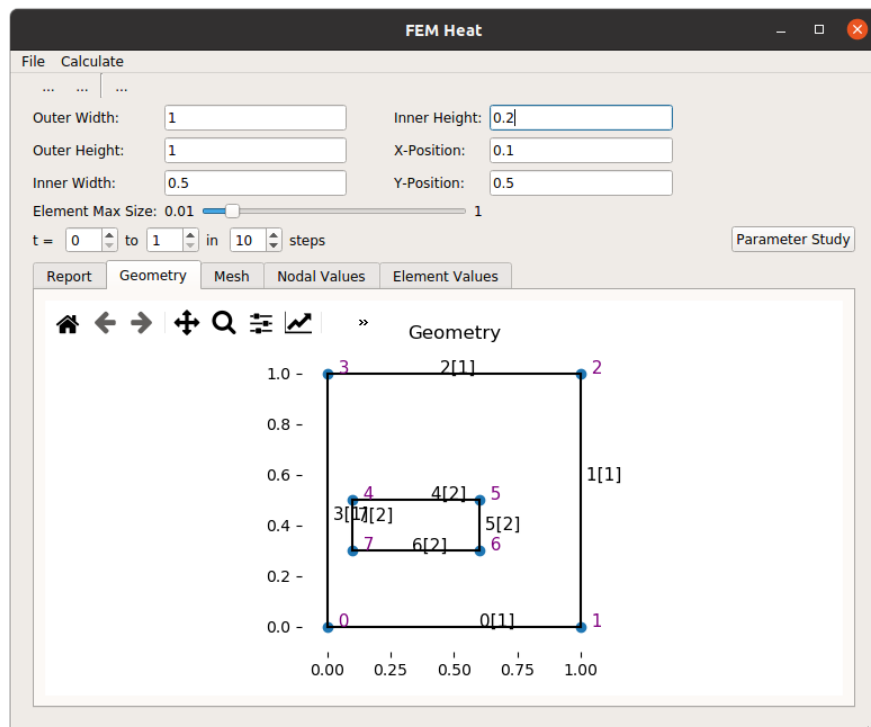 FEM Heat
File Calculate
... ... ...
Outer Width: 1 Inner Height: 0.2
Outer Height: 1 X-Position: 0.1
Inner Width: 0.5 Y-Position: 0.5
Element Max Size: 0.01 1
t = 0 to 1 in 10 steps Parameter Study
Report Geometry Mesh Nodal Values Element Values
»
Geometry
1.0 3 2[1] 2
0.8
0.6 1[1]
4 4[2] 5
0.4 3[1] 7[2] 5[2]
7 6[2] 6
0.2
0.0 0 0[1] 1
0.00 0.25 0.50 0.75 1.00